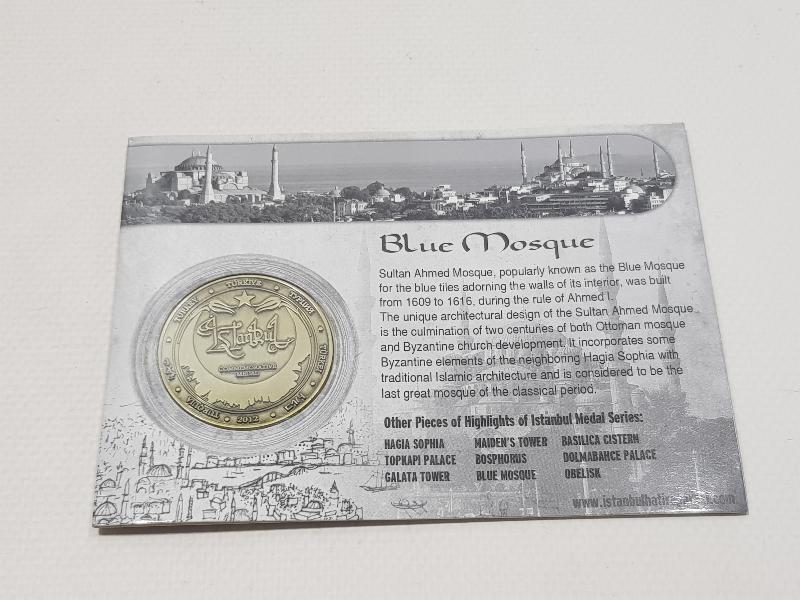 Blue Mosque
Sultan Ahmed Mosque, popularly known as the Blue Mosque
for the blue tiles adorning the walls of its interior, was built
from 1609 to 1616, during the rule of Ahmed I.
The unique architectural design of the Sultan Ahmed Mosque
is the culmination of two centuries of both Ottoman mosque
and Byzantine church development. It incorporates some
Byzantine elements of the neighboring Hagia Sophia with
traditional Islamic architecture and is considered to be the
last great mosque of the classical period.
Other Pieces of Highlights of Istanbul Medal Series:
HAGIA SOPHIA MAIDEN'S TOWER BASILICA CISTERN
TOPKAPI PALACE BOSPHORUS DOLMABAHCE PALACE
GALATA TOWER BLUE MOSQUE OBELISK
TURKEY • TÜRKİYE
İstanbul
COMMEMORATIVE
MEDAL
2012